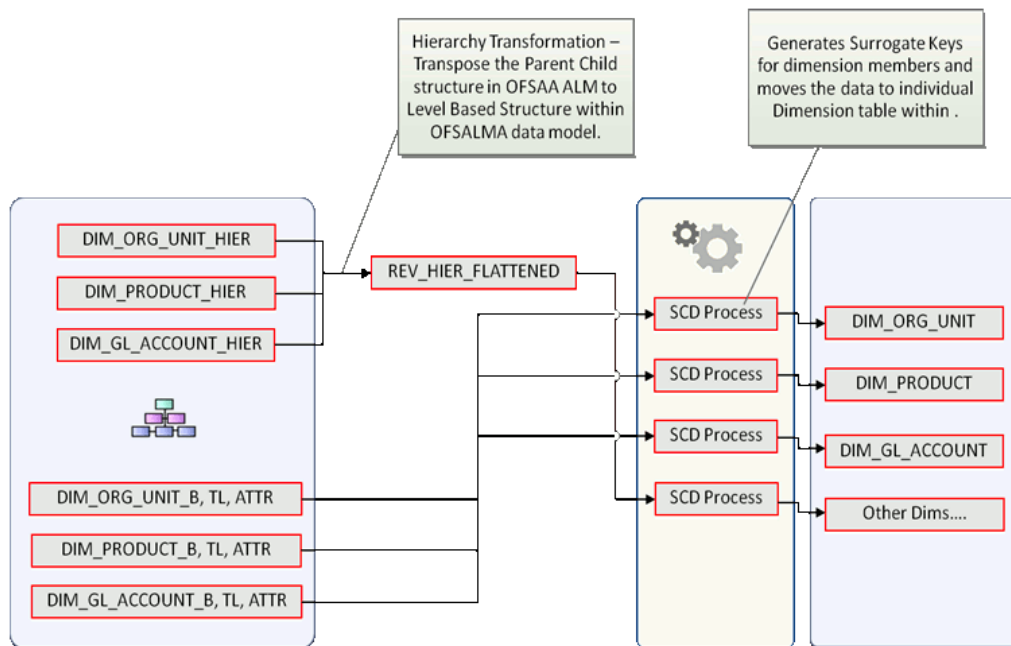 Hierarchy Transformation –
Transpose the Parent Child
structure in OFSAA ALM to
Level Based Structure within
OFSALMA data model.
Generates Surrogate Keys
for dimension members and
moves the data to individual
Dimension table within .
DIM_ORG_UNIT_HIER
DIM_PRODUCT_HIER
DIM_GL_ACCOUNT_HIER
REV_HIER_FLATTENED
DIM_ORG_UNIT_B, TL, ATTR
DIM_PRODUCT_B, TL, ATTR
DIM_GL_ACCOUNT_B, TL, ATTR
SCD Process
SCD Process
SCD Process
SCD Process
DIM_ORG_UNIT
DIM_PRODUCT
DIM_GL_ACCOUNT
Other Dims....